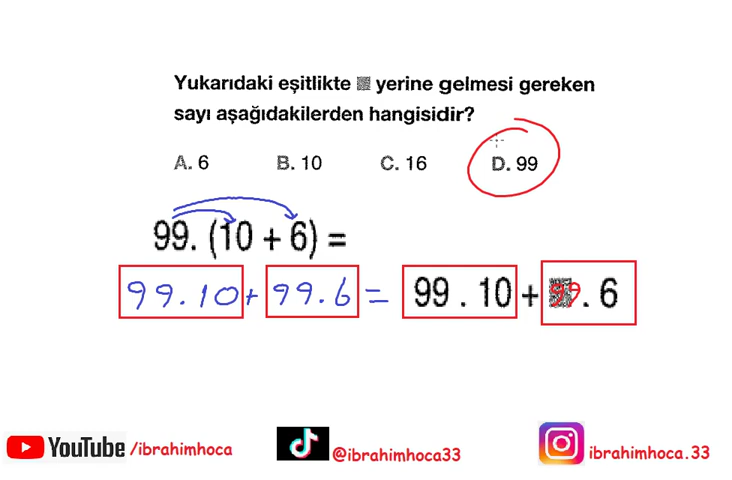 Yukarıdaki eşitlikte ▩ yerine gelmesi gereken
sayı aşağıdakilerden hangisidir?
A. 6 B. 10 C. 16 D. 99
99. (10 + 6) =
99.10 + 99.6 = 99 . 10 + 99. 6
YouTube /ibrahimhoca @ibrahimhoca33 ibrahimhoca.33